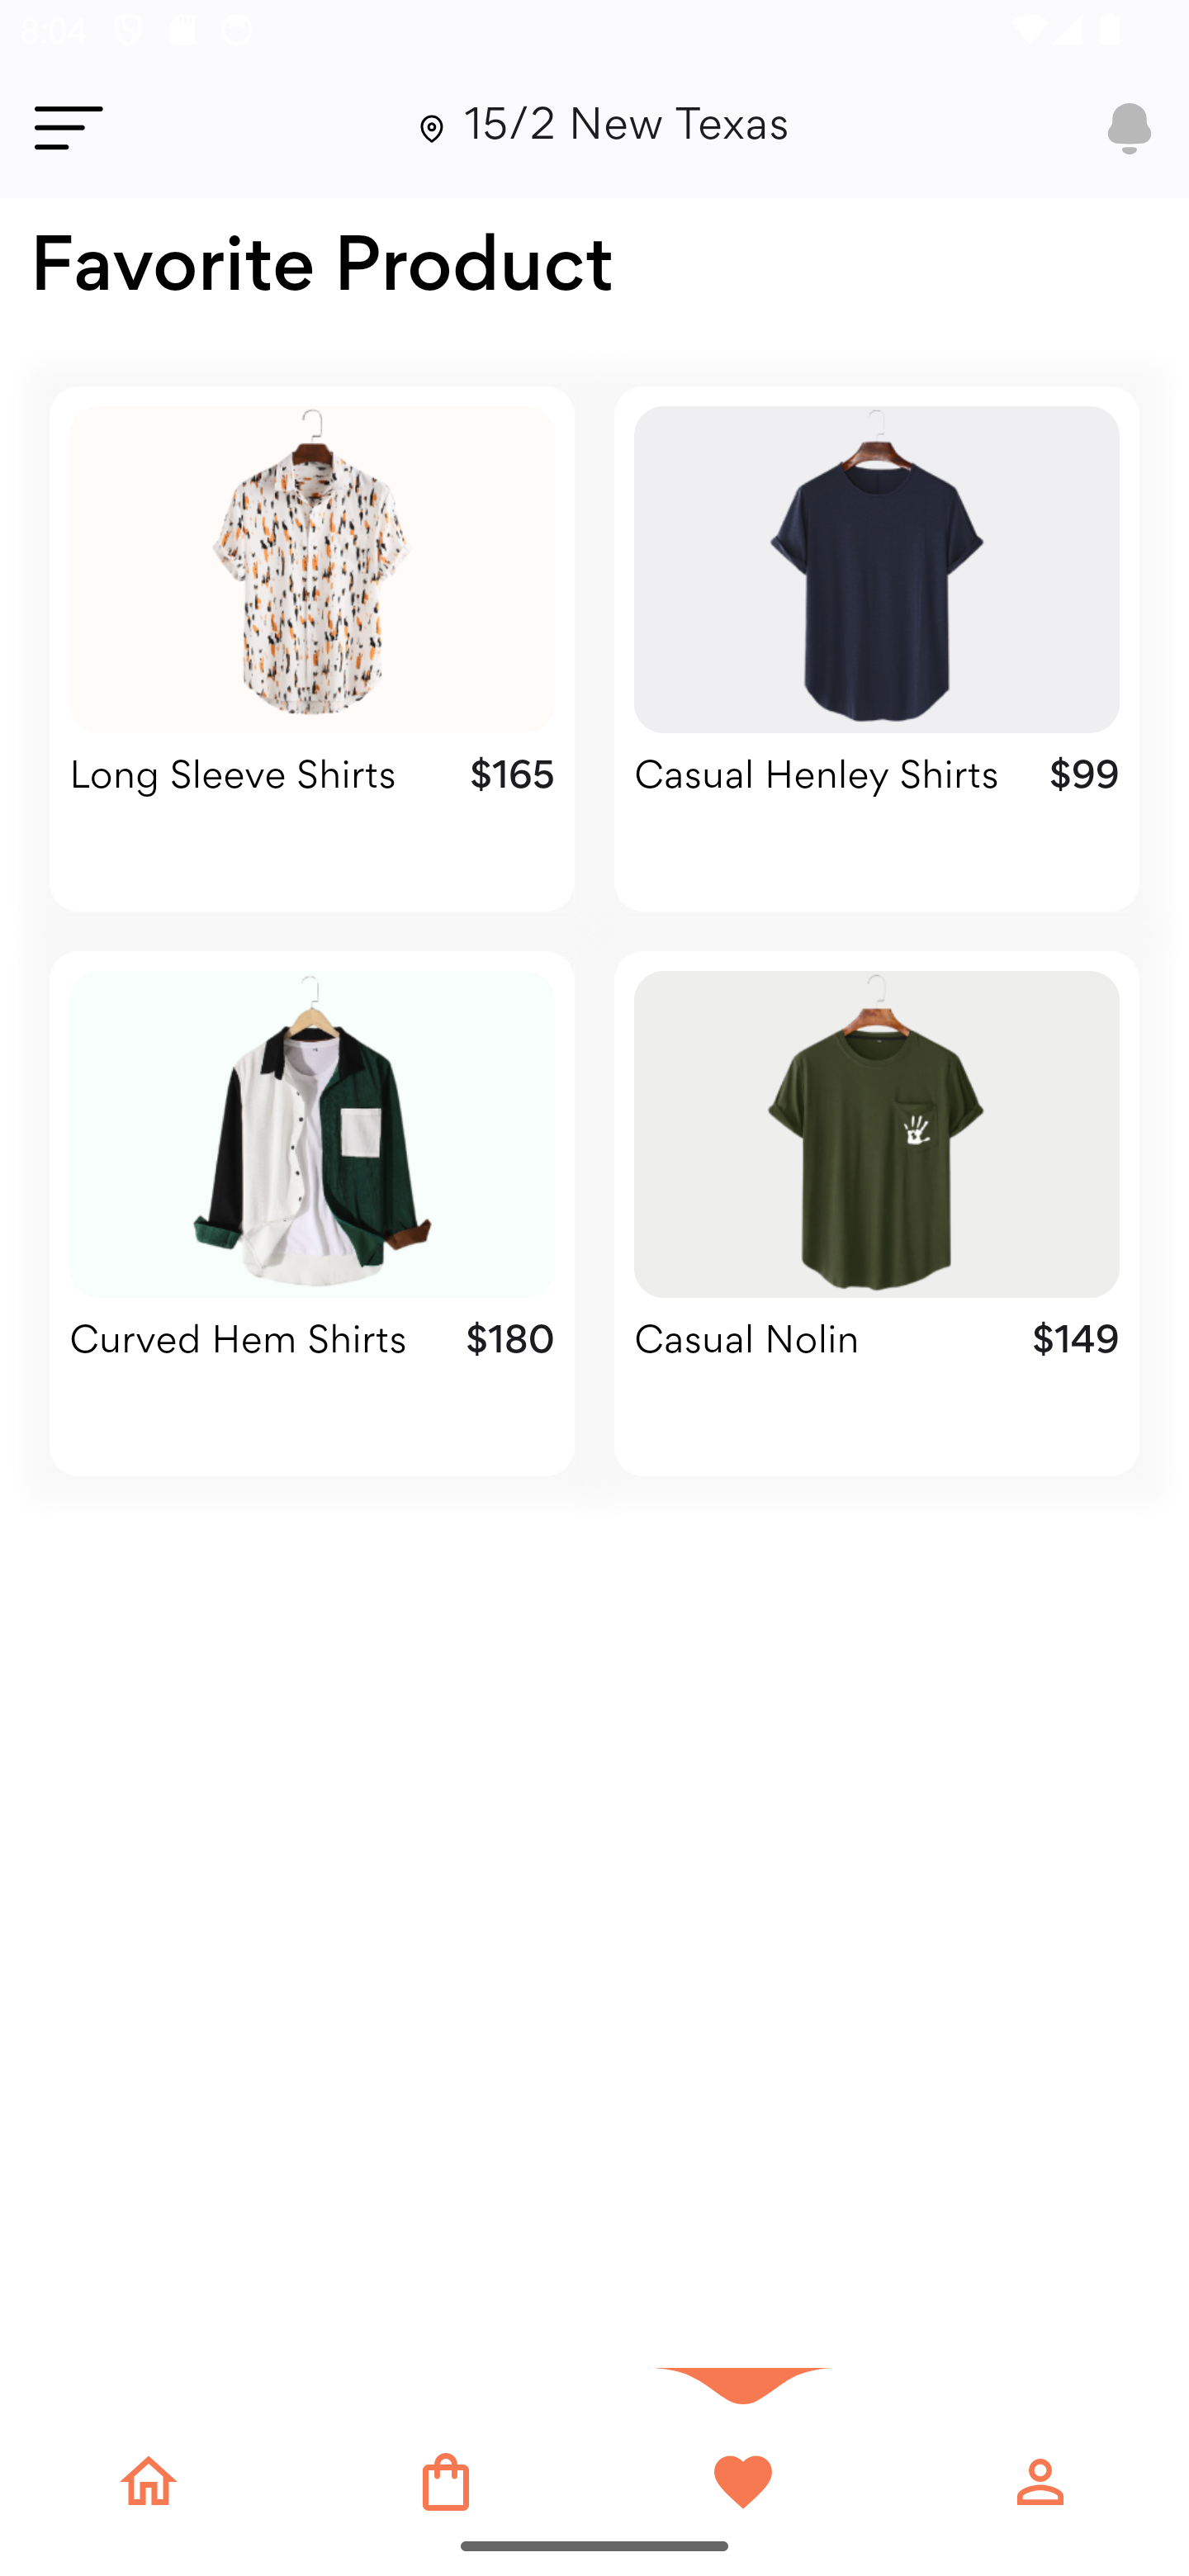 8:04
15/2 New Texas
Favorite Product
Long Sleeve Shirts $165
Casual Henley Shirts $99
Curved Hem Shirts $180
Casual Nolin $149